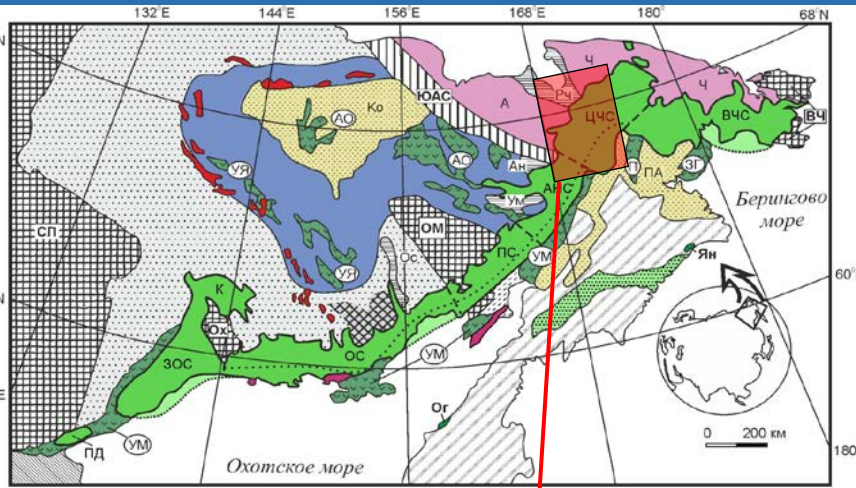 132°E 144°E 156°E 168°E 180° 68°N
N
Ч
Ко
ЮАС
А
Рч
Ч
АО
ЦЧС
ВЧС
ВЧ
УЯ
АС
Ан
П
ПА
ЗГ
АНС
Берингово
море
СП
ОМ
Ум
Ос
ПС
УМ
Ян
УЯ
60°
N
К
Ох
ОС
УМ
ЗОС
E
Ог
0 200 км
ПД
УМ
Охотское море
180